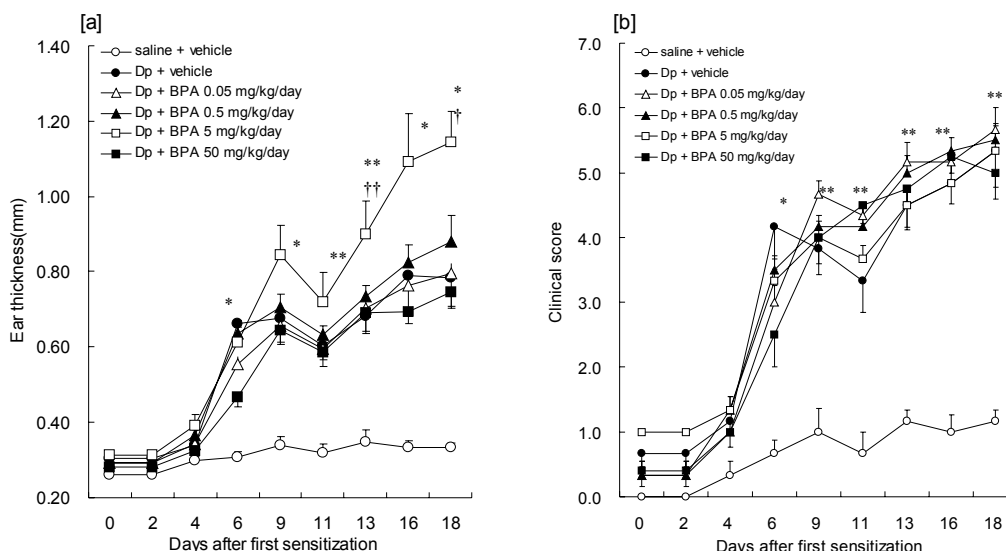 [a]
1.40
1.20
1.00
0.80
0.60
0.40
0.20
Ear thickness(mm)
saline + vehicle
Dp + vehicle
Dp + BPA 0.05 mg/kg/day
Dp + BPA 0.5 mg/kg/day
Dp + BPA 5 mg/kg/day
Dp + BPA 50 mg/kg/day
*
*
**
**
††
*
*
†
0 2 4 6 9 11 13 16 18
Days after first sensitization
[b]
8.0
7.0
6.0
5.0
4.0
3.0
2.0
1.0
0.0
Clinical score
saline + vehicle
Dp + vehicle
Dp + BPA 0.05 mg/kg/day
Dp + BPA 0.5 mg/kg/day
Dp + BPA 5 mg/kg/day
Dp + BPA 50 mg/kg/day
*
**
**
**
**
**
0 2 4 6 9 11 13 16 18
Days after first sensitization